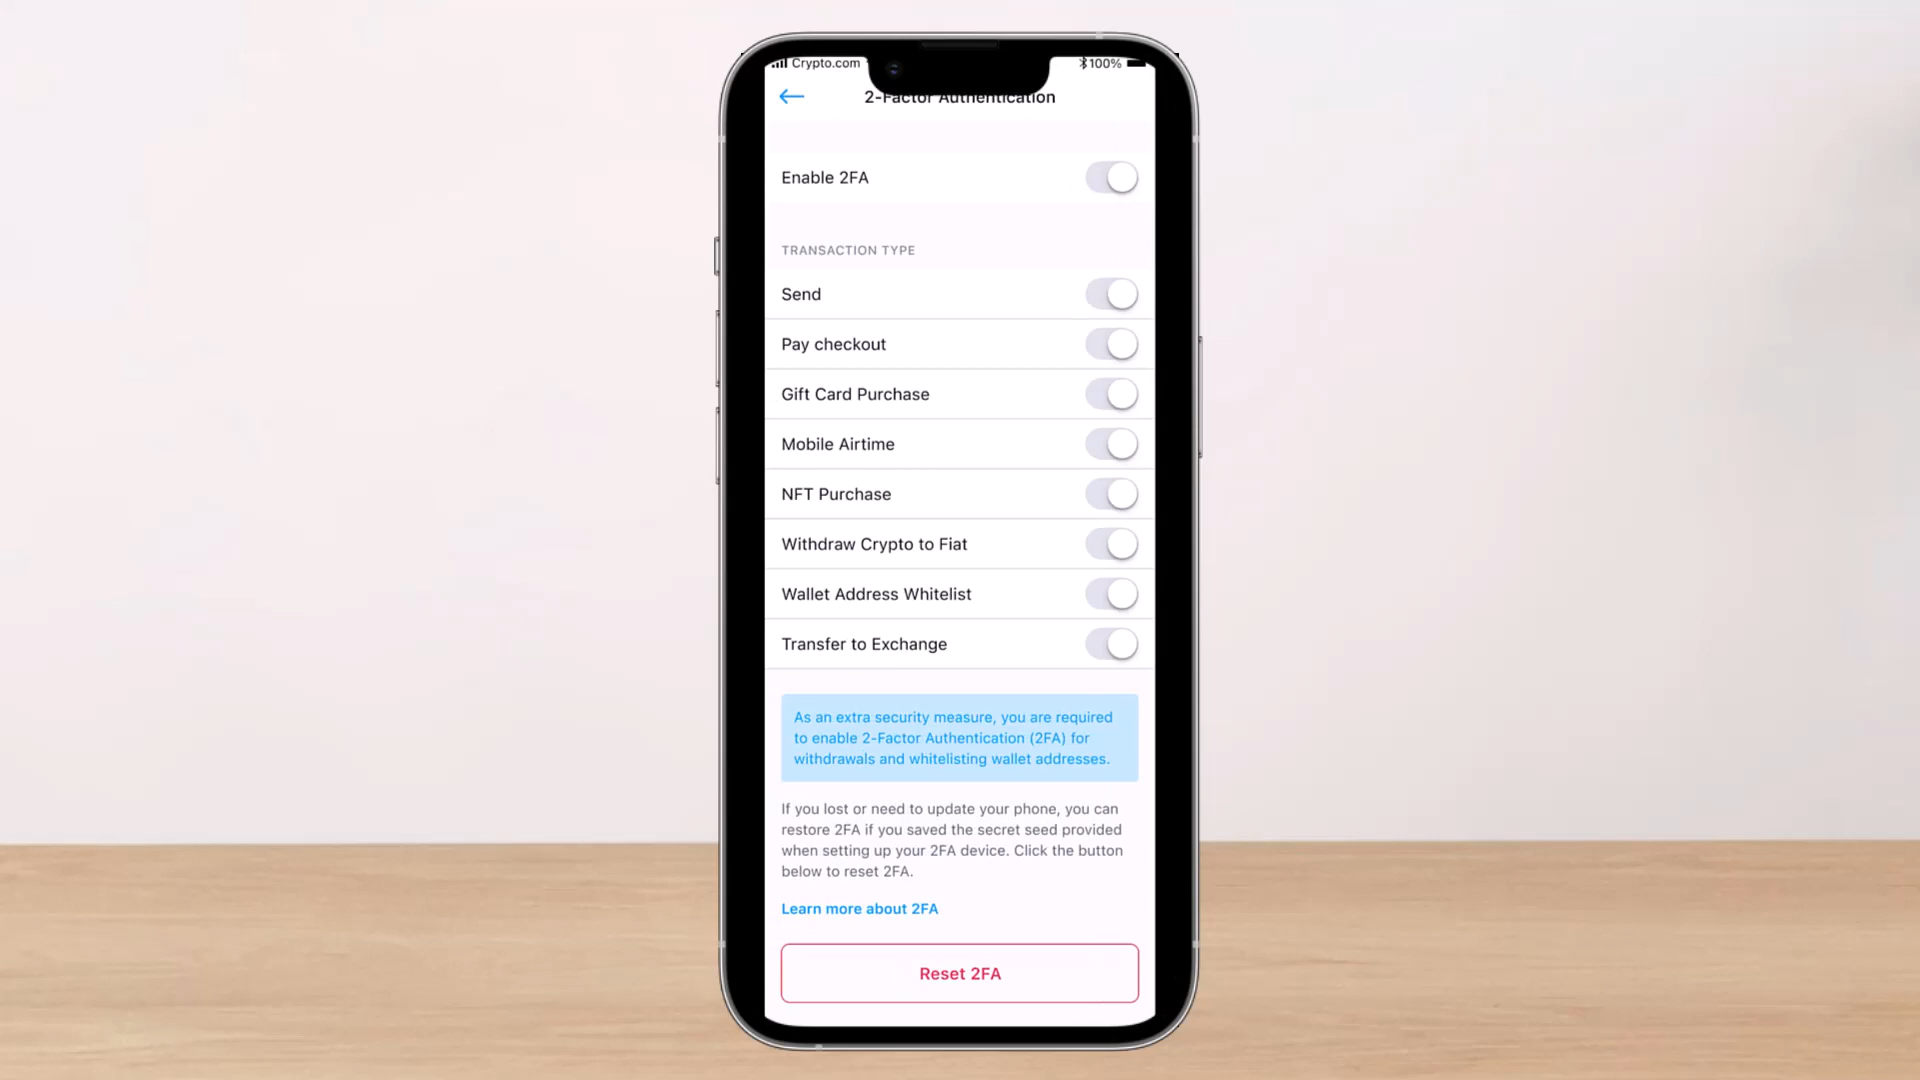 Crypto.com
100%
2-Factor Authentication
Enable 2FA
TRANSACTION TYPE
Send
Pay checkout
Gift Card Purchase
Mobile Airtime
NFT Purchase
Withdraw Crypto to Fiat
Wallet Address Whitelist
Transfer to Exchange
As an extra security measure, you are required
to enable 2-Factor Authentication (2FA) for
withdrawals and whitelisting wallet addresses.
If you lost or need to update your phone, you can
restore 2FA if you saved the secret seed provided
when setting up your 2FA device. Click the button
below to reset 2FA.
Learn more about 2FA
Reset 2FA